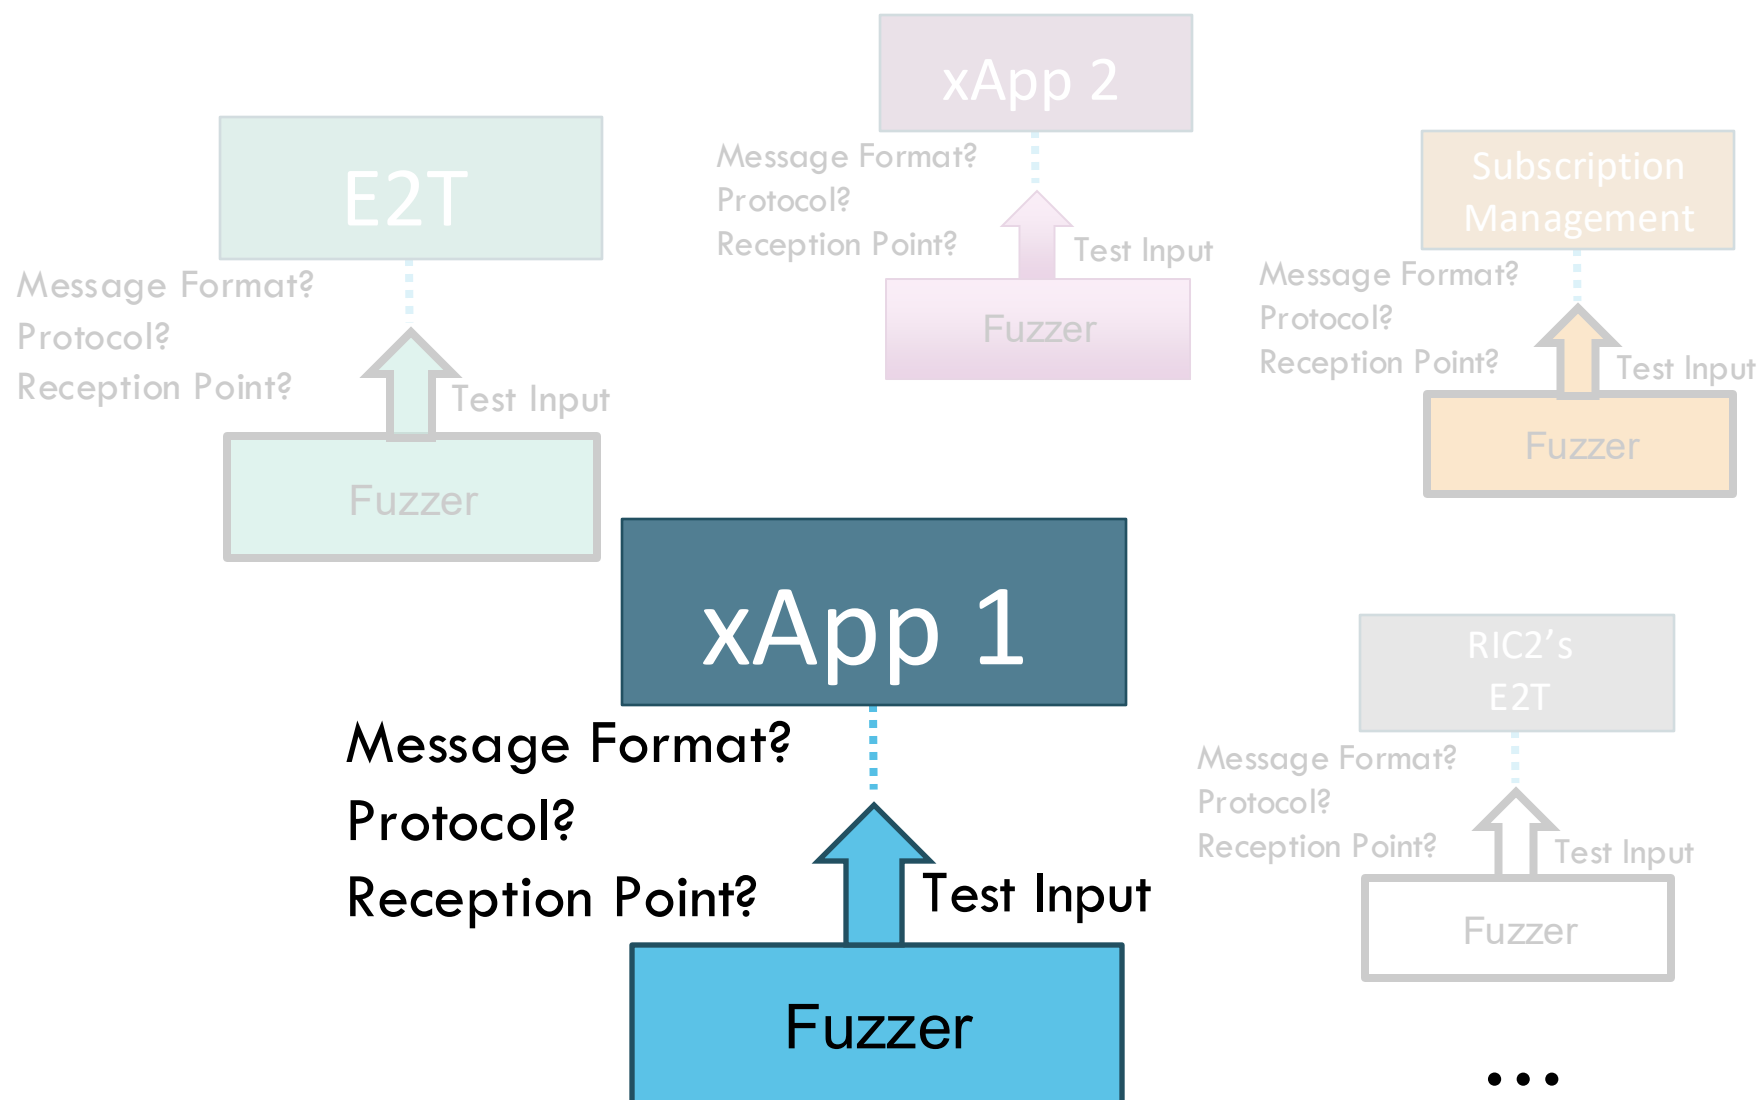 xApp 2
Message Format?
Protocol?
Reception Point?
Test Input
Fuzzer
E2T
Message Format?
Protocol?
Reception Point?
Test Input
Fuzzer
Subscription
Management
Message Format?
Protocol?
Reception Point?
Test Input
Fuzzer
xApp 1
Message Format?
Protocol?
Reception Point?
Test Input
Fuzzer
RIC2’s
E2T
Message Format?
Protocol?
Reception Point?
Test Input
Fuzzer
...